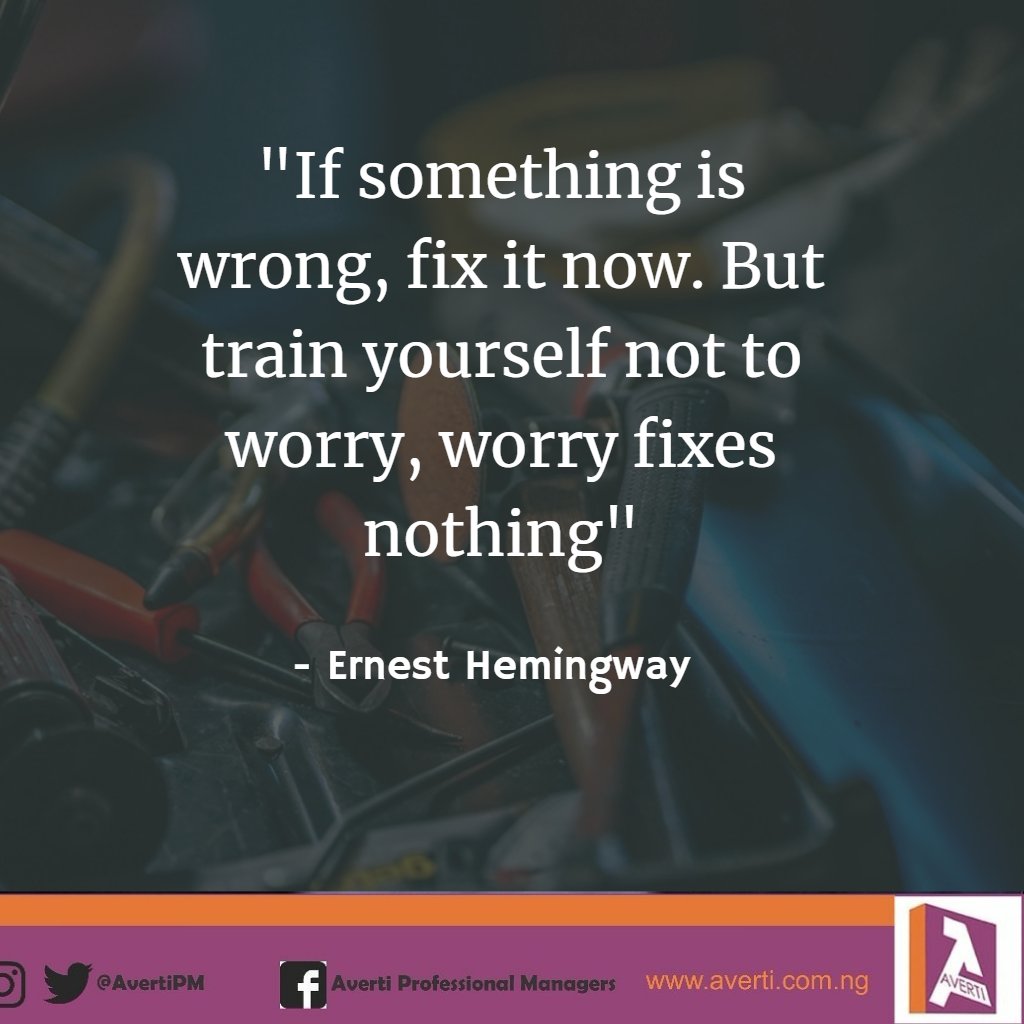 "If something is
wrong, fix it now. But
train yourself not to
worry, worry fixes
nothing"
- Ernest Hemingway
@AvertiPM
Averti Professional Managers
www.averti.com.ng
AVERTI